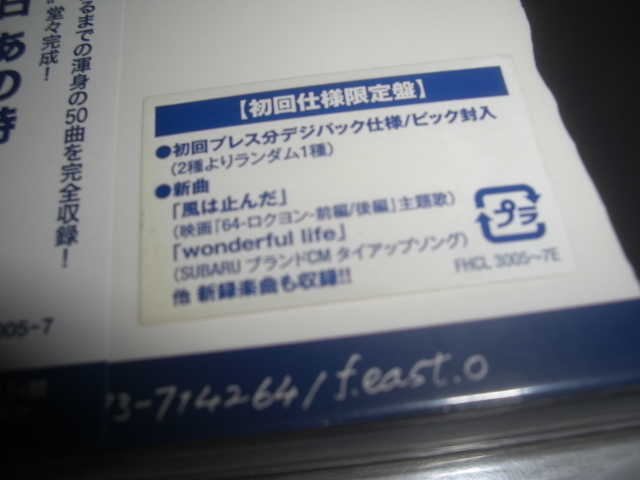 日 あの時
るまでの渾身の50曲を完全収録！
堂々完成！
【初回仕様限定盤】
●初回プレス分デジパック仕様/ピック封入
(2種よりランダム1種)
●新曲
「風は止んだ」
(映画「64-ロクヨン-前編/後編」主題歌)
「wonderful life」
(SUBARU ブランドCM タイアップソング)
他 新録楽曲も収録!!
プラ
FHCL 3005〜7E
005~7
3-714264/f.east.o